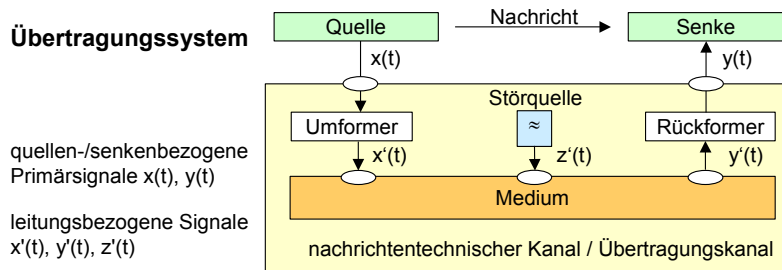 Quelle
Nachricht
Senke
Übertragungssystem
x(t)
y(t)
Störquelle
Umformer
≈
Rückformer
quellen-/senkenbezogene
Primärsignale x(t), y(t)
x‘(t)
z‘(t)
y‘(t)
Medium
leitungsbezogene Signale
x'(t), y'(t), z'(t)
nachrichtentechnischer Kanal / Übertragungskanal